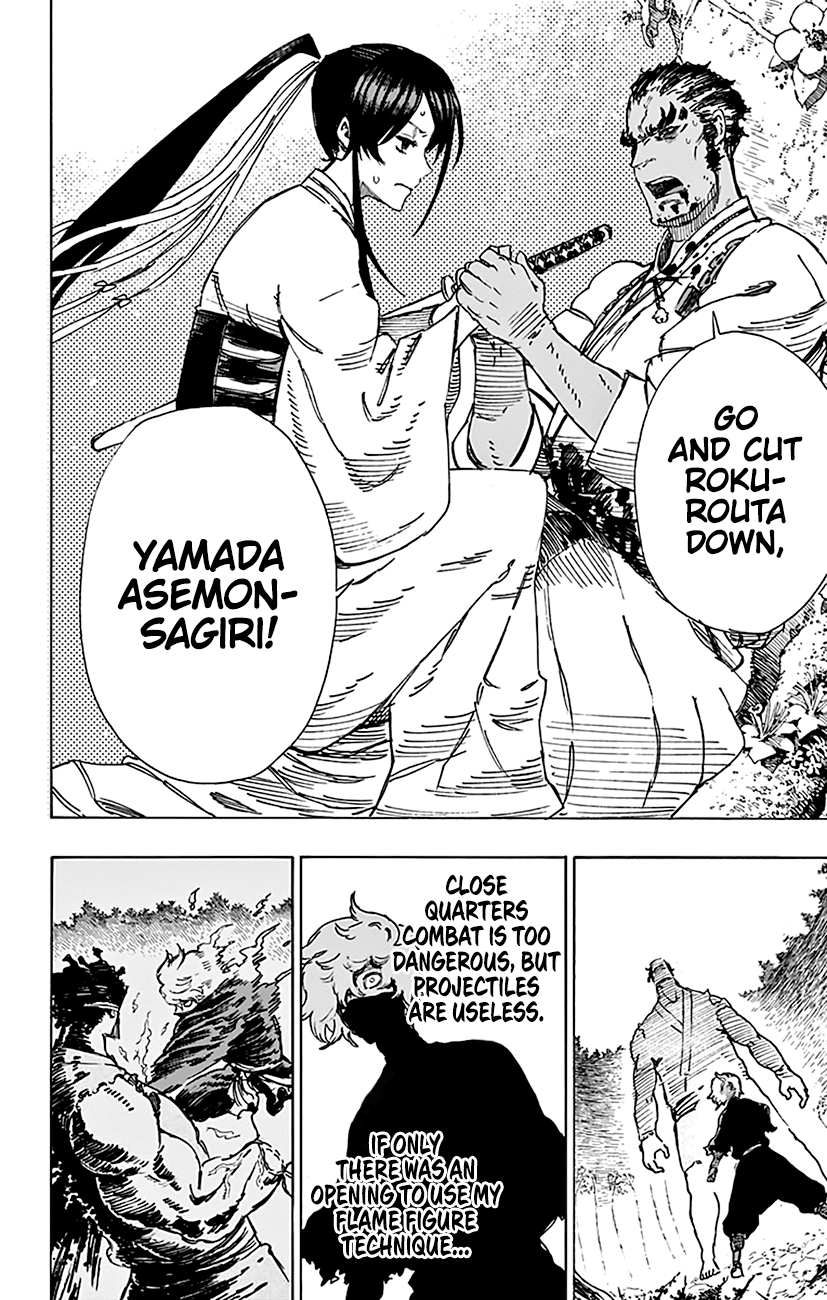 GO
AND CUT
ROKU-
ROUTA
DOWN,
YAMADA
ASEMON-
SAGIRI!
CLOSE
QUARTERS
COMBAT IS TOO
DANGEROUS, BUT
PROJECTILES
ARE USELESS.
IF ONLY
THERE WAS AN
OPENING TO USE MY
FLAME FIGURE
TECHNIQUE...